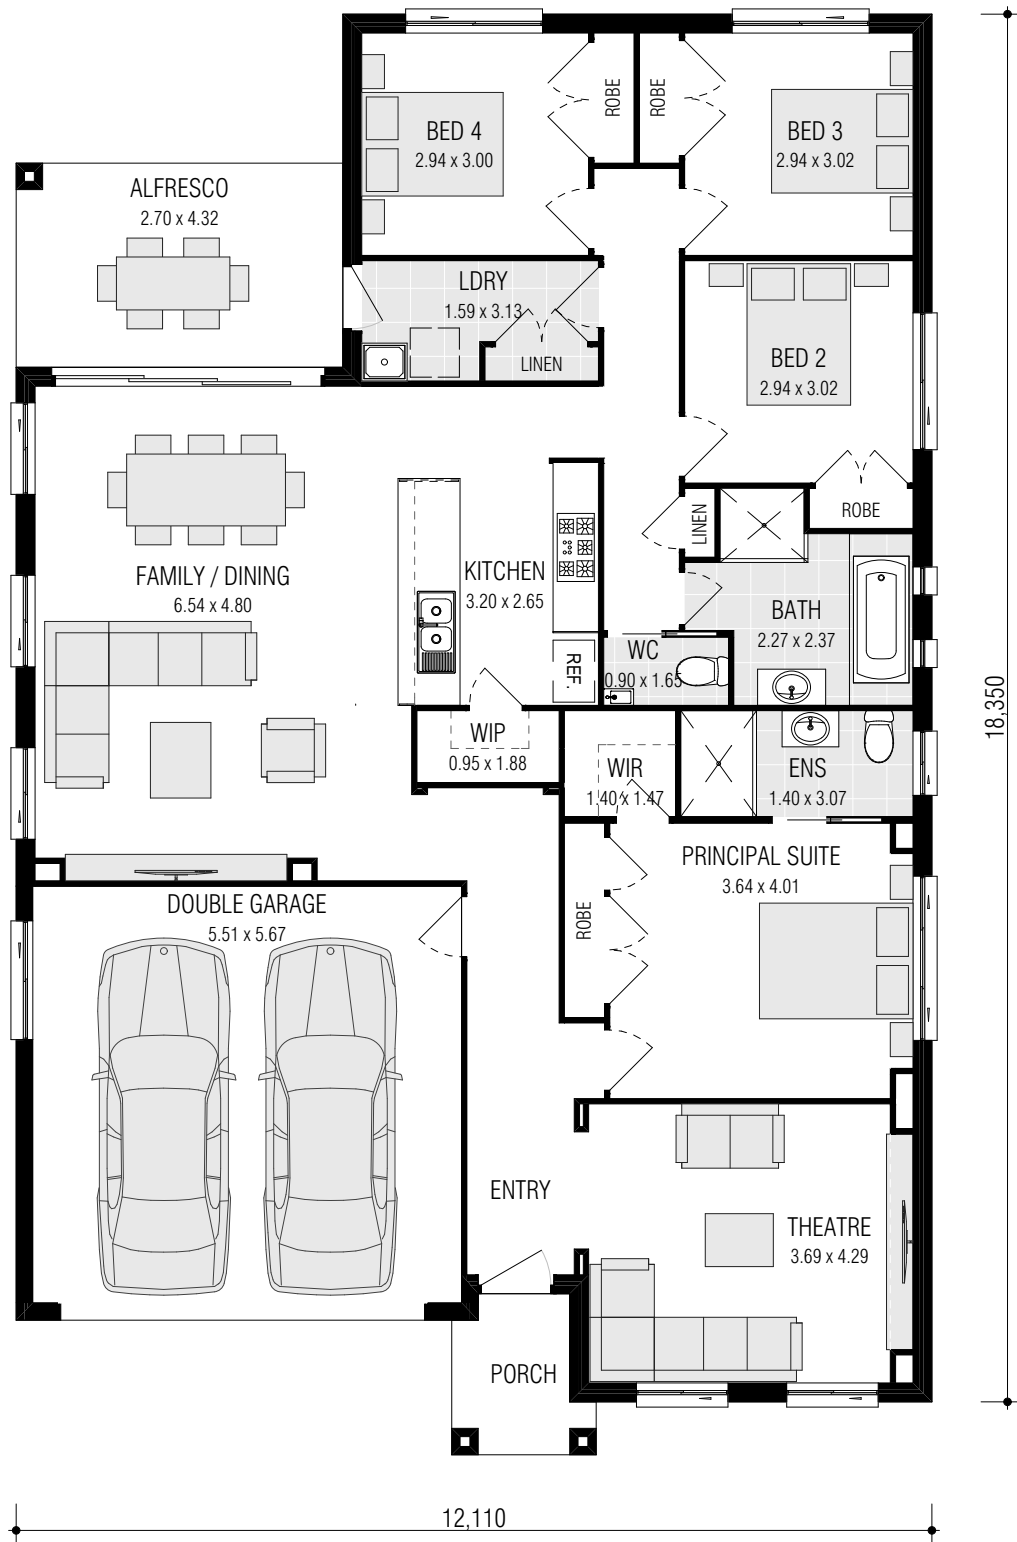 BED 4
2.94 x 3.00
ROBE
ROBE
BED 3
2.94 x 3.02
ALFRESCO
2.70 x 4.32
LDRY
1.59 x 3.13
LINEN
BED 2
2.94 x 3.02
ROBE
LINEN
FAMILY / DINING
6.54 x 4.80
KITCHEN
3.20 x 2.65
REF.
BATH
2.27 x 2.37
WC
0.90 x 1.65
WIP
0.95 x 1.88
WIR
1.40 x 1.47
ENS
1.40 x 3.07
PRINCIPAL SUITE
3.64 x 4.01
ROBE
DOUBLE GARAGE
5.51 x 5.67
ENTRY
THEATRE
3.69 x 4.29
PORCH
18,350
12,110